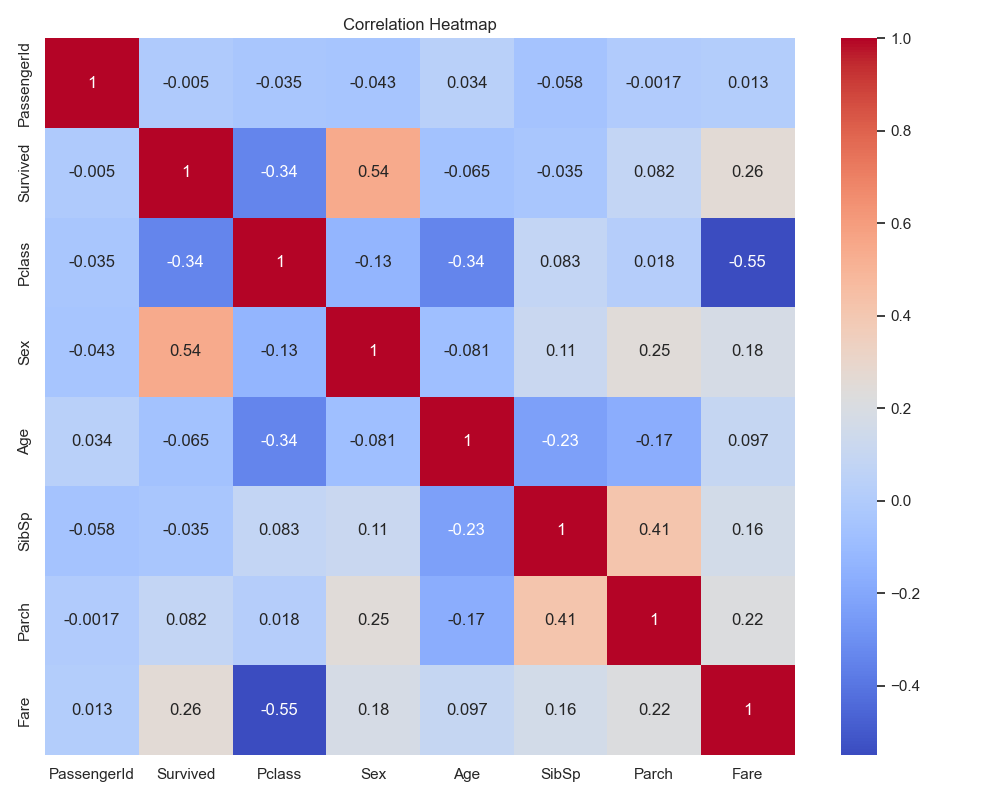 Correlation Heatmap
PassengerId 1 -0.005 -0.035 -0.043 0.034 -0.058 -0.0017 0.013
Survived -0.005 1 -0.34 0.54 -0.065 -0.035 0.082 0.26
Pclass -0.035 -0.34 1 -0.13 -0.34 0.083 0.018 -0.55
Sex -0.043 0.54 -0.13 1 -0.081 0.11 0.25 0.18
Age 0.034 -0.065 -0.34 -0.081 1 -0.23 -0.17 0.097
SibSp -0.058 -0.035 0.083 0.11 -0.23 1 0.41 0.16
Parch -0.0017 0.082 0.018 0.25 -0.17 0.41 1 0.22
Fare 0.013 0.26 -0.55 0.18 0.097 0.16 0.22 1
PassengerId Survived Pclass Sex Age SibSp Parch Fare
1.0
0.8
0.6
0.4
0.2
0.0
−0.2
−0.4